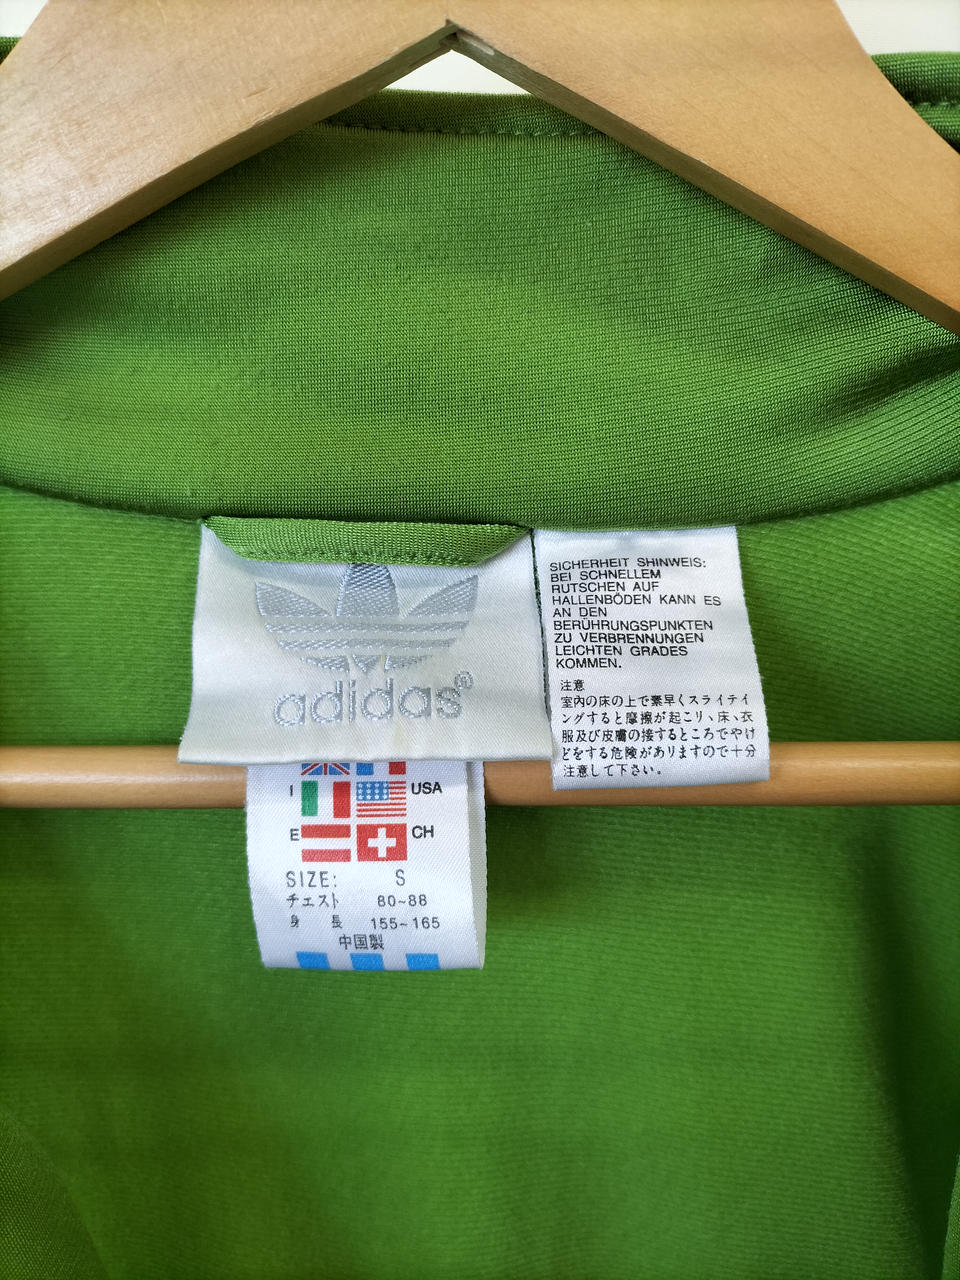 adidas®
SICHERHEIT SHINWEIS:
BEI SCHNELLEM
RUTSCHEN AUF
HALLENBÖDEN KANN ES
AN DEN
BERÜHRUNGSPUNKTEN
ZU VERBRENNUNGEN
LEICHTEN GRADES
KOMMEN.
注意
室内の床の上で素早くスライテイ
ングすると摩擦が起こり、床、衣
服及び皮膚の接するところでやけ
どをする危険がありますので十分
注意して下さい。
I USA
E CH
SIZE: S
チエスト 80~88
身長 155~165
中国製